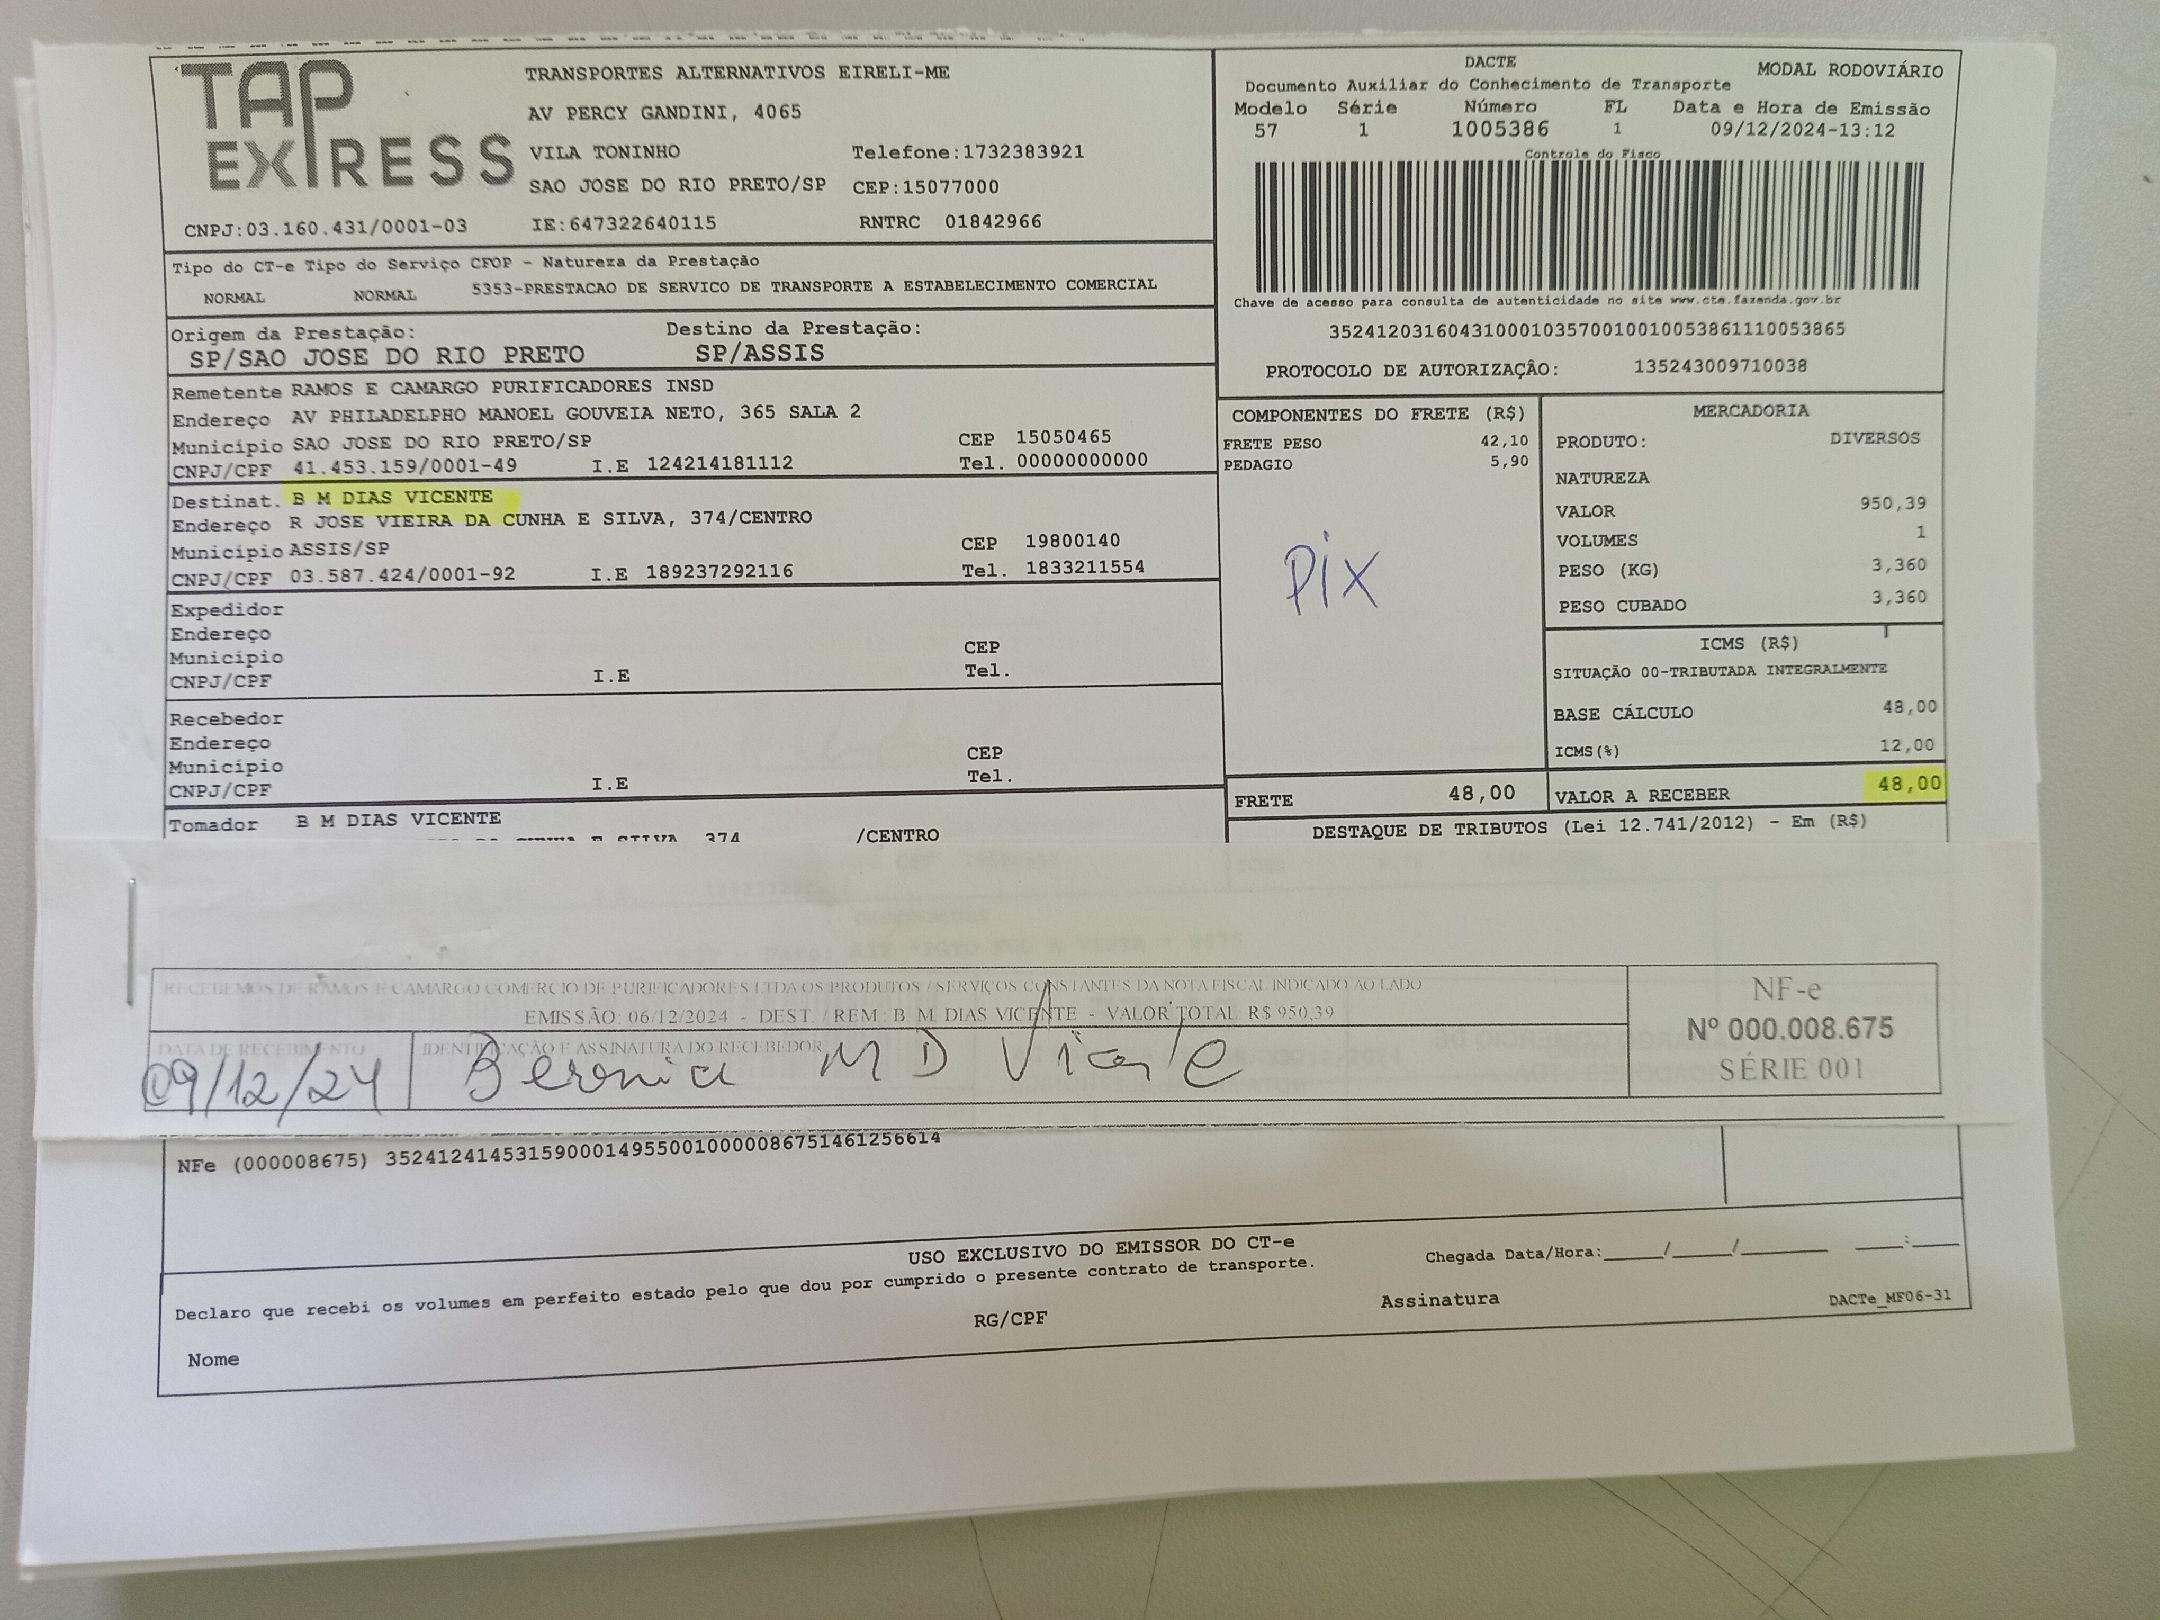 TAP
EXPRESS
TRANSPORTES ALTERNATIVOS EIRELI-ME
AV PERCY GANDINI, 4065
VILA TONINHO Telefone:1732383921
SAO JOSE DO RIO PRETO/SP CEP:15077000
CNPJ:03.160.431/0001-03 IE:647322640115 RNTRC 01842966
DACTE MODAL RODOVIÁRIO
Documento Auxiliar do Conhecimento de Transporte
Modelo Série Número FL Data e Hora de Emissão
57 1 1005386 1 09/12/2024-13:12
Controle do Fisco
Chave de acesso para consulta de autenticidade no site www.cte.fazenda.gov.br
35241203160431000103570010010053861110053865
PROTOCOLO DE AUTORIZAÇÂO: 135243009710038
Tipo do CT-e Tipo do Serviço CFOP - Natureza da Prestação
NORMAL NORMAL 5353-PRESTACAO DE SERVICO DE TRANSPORTE A ESTABELECIMENTO COMERCIAL
Origem da Prestação: Destino da Prestação:
SP/SAO JOSE DO RIO PRETO SP/ASSIS
Remetente RAMOS E CAMARGO PURIFICADORES INSD
Endereço AV PHILADELPHO MANOEL GOUVEIA NETO, 365 SALA 2
Município SAO JOSE DO RIO PRETO/SP CEP 15050465
CNPJ/CPF 41.453.159/0001-49 I.E 124214181112 Tel. 00000000000
Destinat. B M DIAS VICENTE
Endereço R JOSE VIEIRA DA CUNHA E SILVA, 374/CENTRO
Município ASSIS/SP CEP 19800140
CNPJ/CPF 03.587.424/0001-92 I.E 189237292116 Tel. 1833211554
Expedidor
Endereço
Município CEP
CNPJ/CPF I.E Tel.
Recebedor
Endereço
Município CEP
CNPJ/CPF I.E Tel.
Tomador B M DIAS VICENTE
374 /CENTRO
COMPONENTES DO FRETE (R$)
FRETE PESO 42,10
PEDAGIO 5,90
Pix
FRETE 48,00
MERCADORIA
PRODUTO: DIVERSOS
NATUREZA
VALOR 950,39
VOLUMES 1
PESO (KG) 3,360
PESO CUBADO 3,360
ICMS (R$)
SITUAÇÃO 00-TRIBUTADA INTEGRALMENTE
BASE CÁLCULO 48,00
ICMS(%) 12,00
VALOR A RECEBER 48,00
DESTAQUE DE TRIBUTOS (Lei 12.741/2012) - Em (R$)
RECEBEMOS DE RAMOS E CAMARGO COMERCIO DE PURIFICADORES LTDA OS PRODUTOS / SERVIÇOS CONSTANTES DA NOTA FISCAL INDICADO AO LADO
EMISSÃO: 06/12/2024 - DEST. / REM: B M DIAS VICENTE - VALOR TOTAL: R$ 950,39
DATA DE RECEBIMENTO IDENTIFICAÇÃO E ASSINATURA DO RECEBEDOR
09/12/24 M D Vicente
NF-e
Nº 000.008.675
SÉRIE 001
NFe (000008675) 35241241453159000149550010000086751461256614
USO EXCLUSIVO DO EMISSOR DO CT-e
Declaro que recebi os volumes em perfeito estado pelo que dou por cumprido o presente contrato de transporte.
Chegada Data/Hora:____/____/______ ___:___
Nome RG/CPF Assinatura DACTe_MF06-31